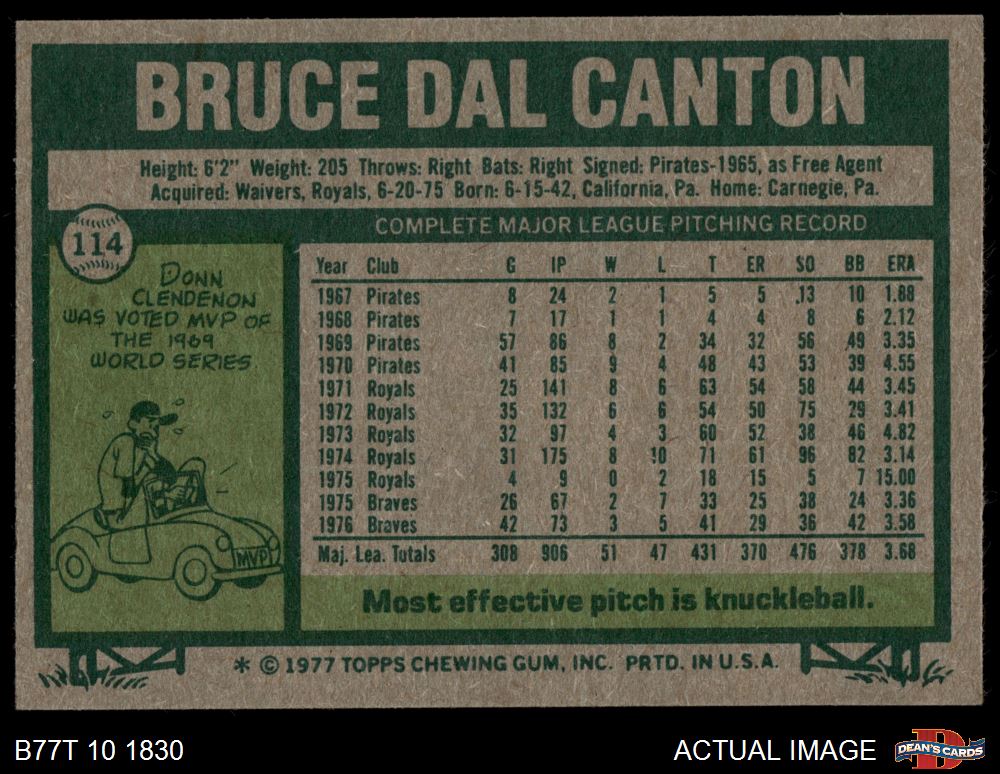 BRUCE DAL CANTON
Height: 6'2" Weight: 205 Throws: Right Bats: Right Signed: Pirates-1965, as Free Agent
Acquired: Waivers, Royals, 6-20-75 Born: 6-15-42, California, Pa. Home: Carnegie, Pa.
114
DONN
CLENDENON
WAS VOTED MVP OF
THE 1969
WORLD SERIES
MVP
COMPLETE MAJOR LEAGUE PITCHING RECORD
Year Club G IP W L T ER SO BB ERA
1967 Pirates 8 24 2 1 5 5 13 10 1.88
1968 Pirates 7 17 1 1 4 4 8 6 2.12
1969 Pirates 57 86 8 2 34 32 56 49 3.35
1970 Pirates 41 85 9 4 48 43 53 39 4.55
1971 Royals 25 141 8 6 63 54 58 44 3.45
1972 Royals 35 132 6 6 54 50 75 29 3.41
1973 Royals 32 97 4 3 60 52 38 46 4.82
1974 Royals 31 175 8 10 71 61 96 82 3.14
1975 Royals 4 9 0 2 18 15 5 7 15.00
1975 Braves 26 67 2 7 33 25 38 24 3.36
1976 Braves 42 73 3 5 41 29 36 42 3.58
Maj. Lea. Totals 308 906 51 47 431 370 476 378 3.68
Most effective pitch is knuckleball.
* © 1977 TOPPS CHEWING GUM, INC. PRTD. IN U.S.A.
B77T 10 1830
ACTUAL IMAGE
D
DEAN'S CARDS